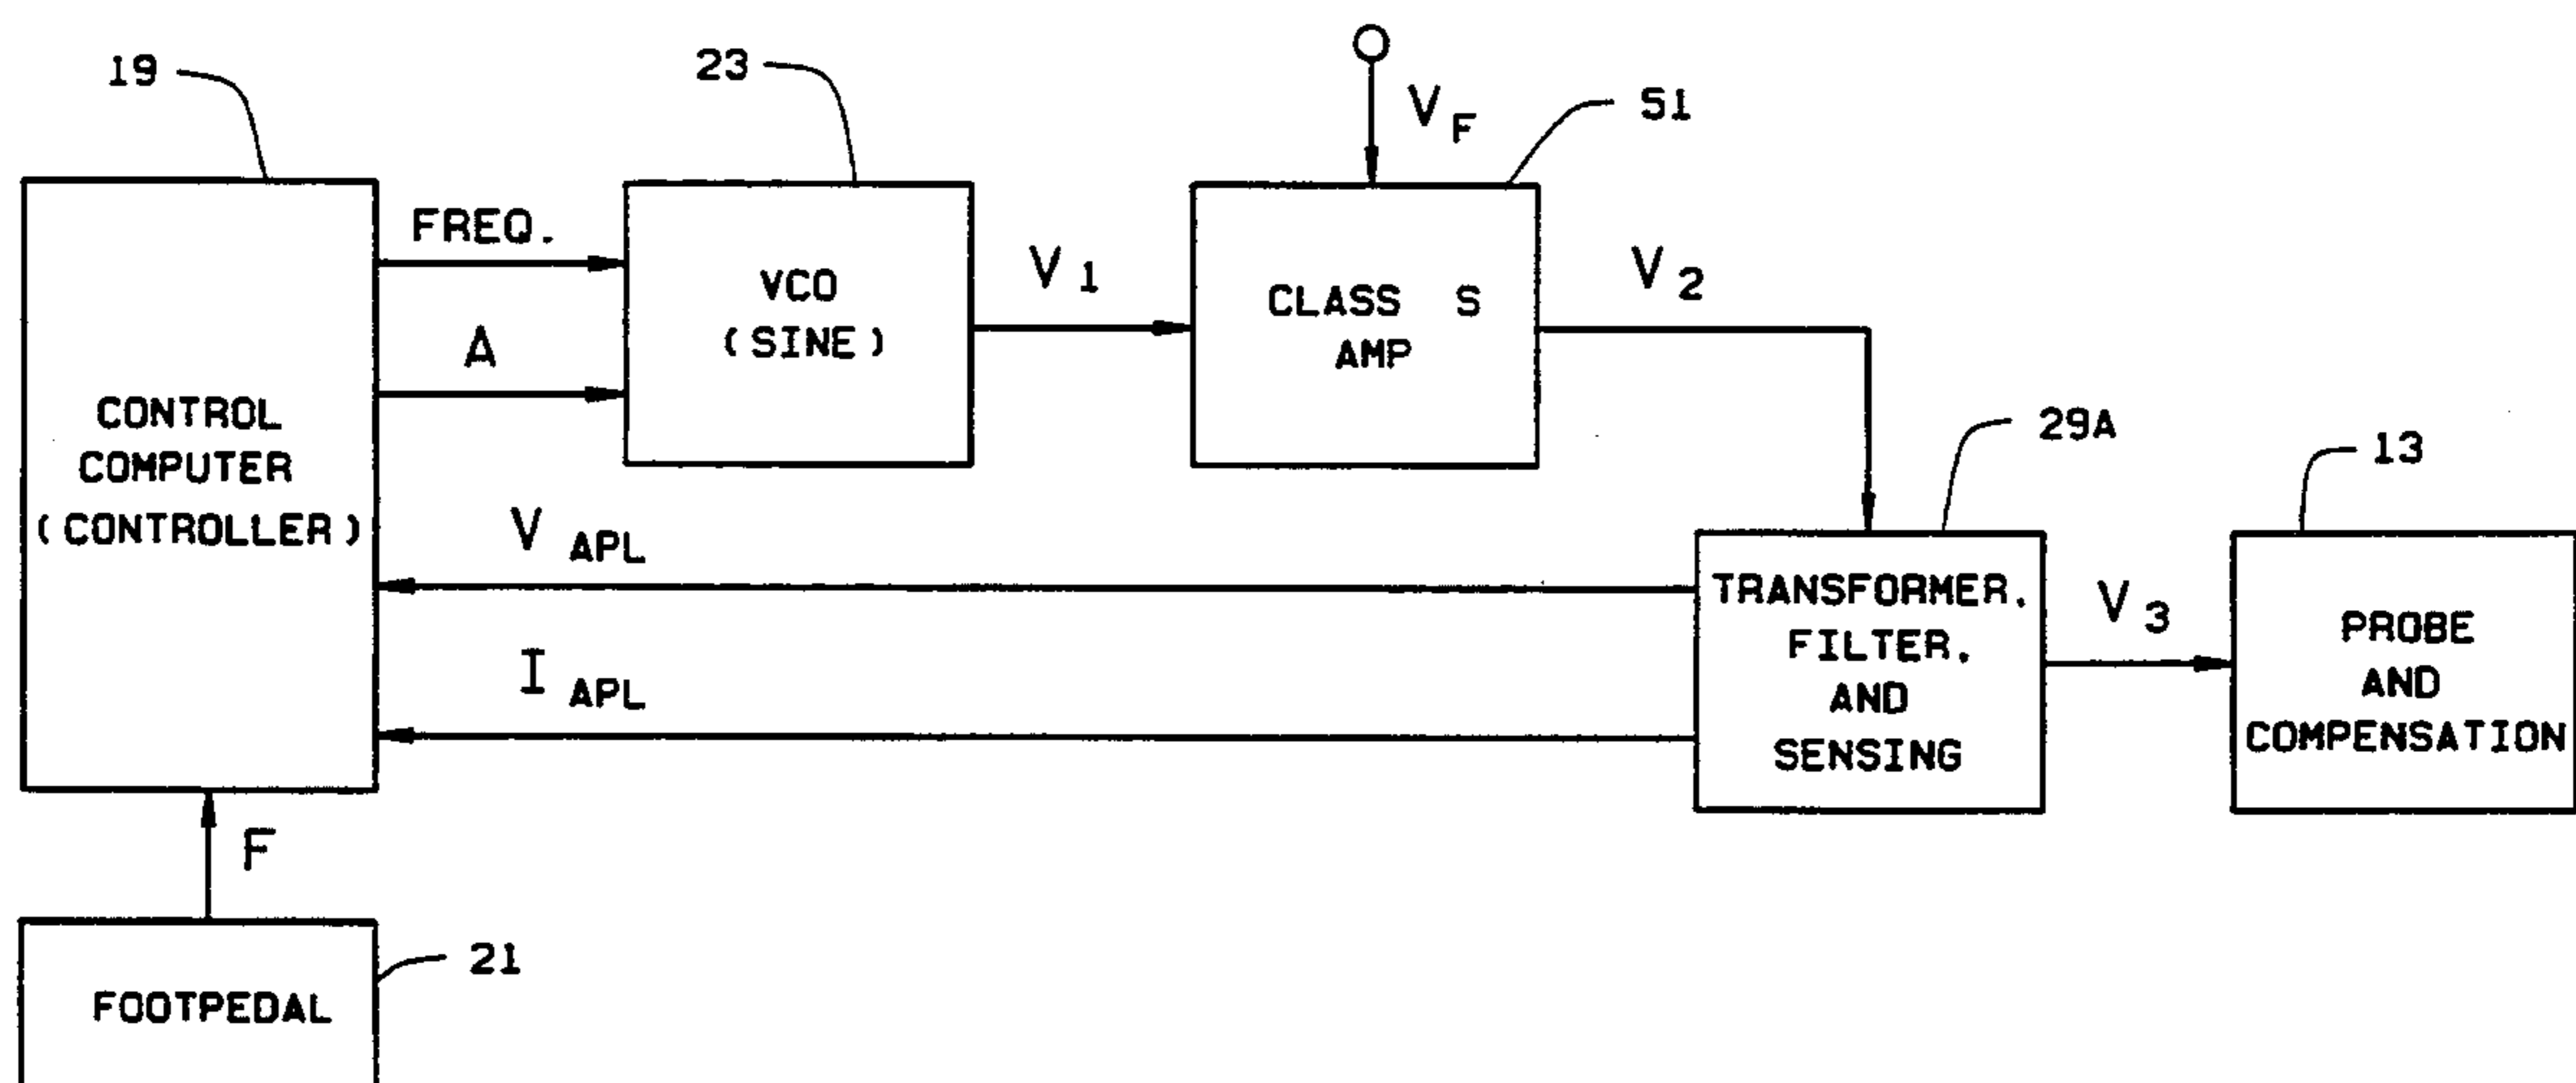 19
23
V F
51
FREQ.
A
VCO
(SINE)
V 1
CLASS S
AMP
V 2
CONTROL
COMPUTER
(CONTROLLER)
V APL
I APL
29A
13
TRANSFORMER,
FILTER,
AND
SENSING
V 3
PROBE
AND
COMPENSATION
F
FOOTPEDAL
21